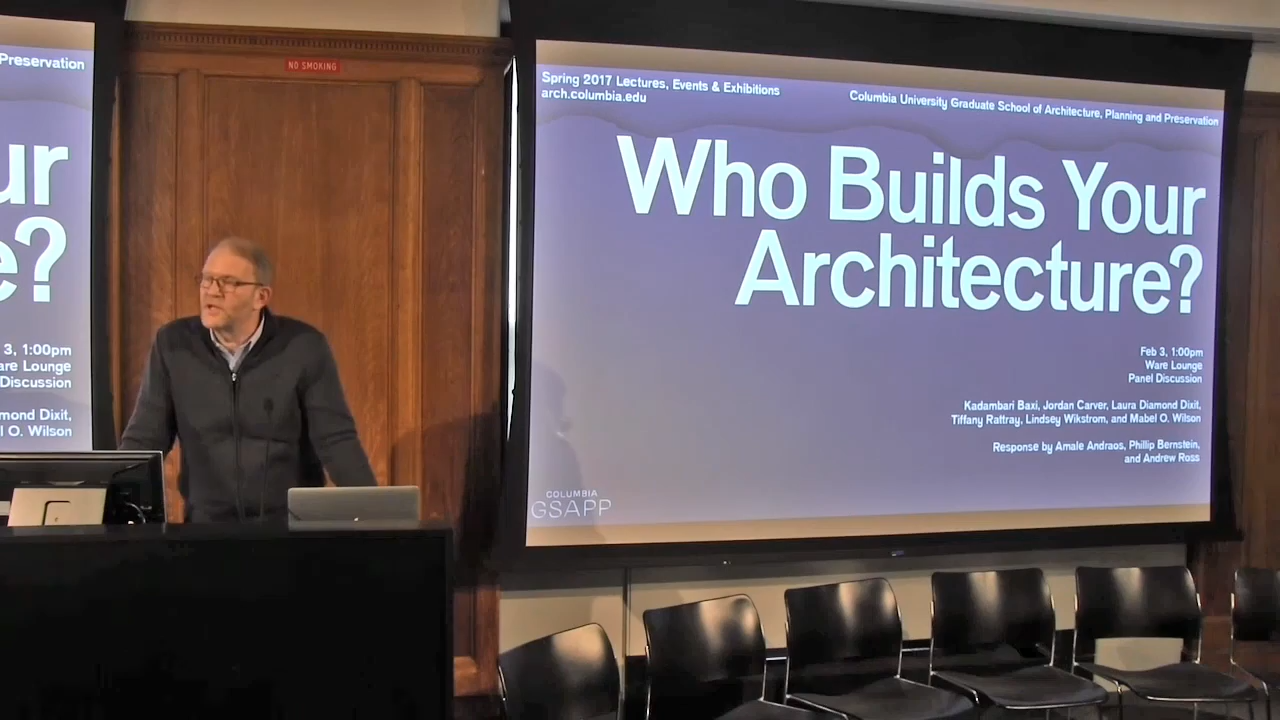 Preservation
ur
e?
3, 1:00pm
are Lounge
Discussion
mond Dixit,
l O. Wilson
NO SMOKING
Spring 2017 Lectures, Events & Exhibitions
arch.columbia.edu
Columbia University Graduate School of Architecture, Planning and Preservation
Who Builds Your
Architecture?
Feb 3, 1:00pm
Ware Lounge
Panel Discussion
Kadambari Baxi, Jordan Carver, Laura Diamond Dixit,
Tiffany Rattray, Lindsey Wikstrom, and Mabel O. Wilson
Response by Amale Andraos, Phillip Bernstein,
and Andrew Ross
COLUMBIA
GSAPP